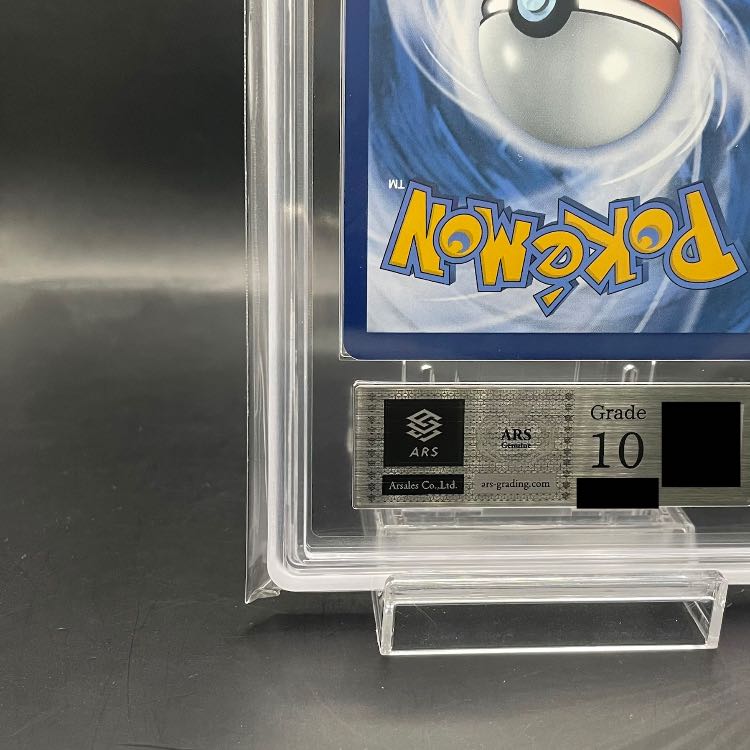 TM
POKéMON
ARS
Arsales Co.,Ltd.
ARS
Genuine
ars-grading.com
Grade
10